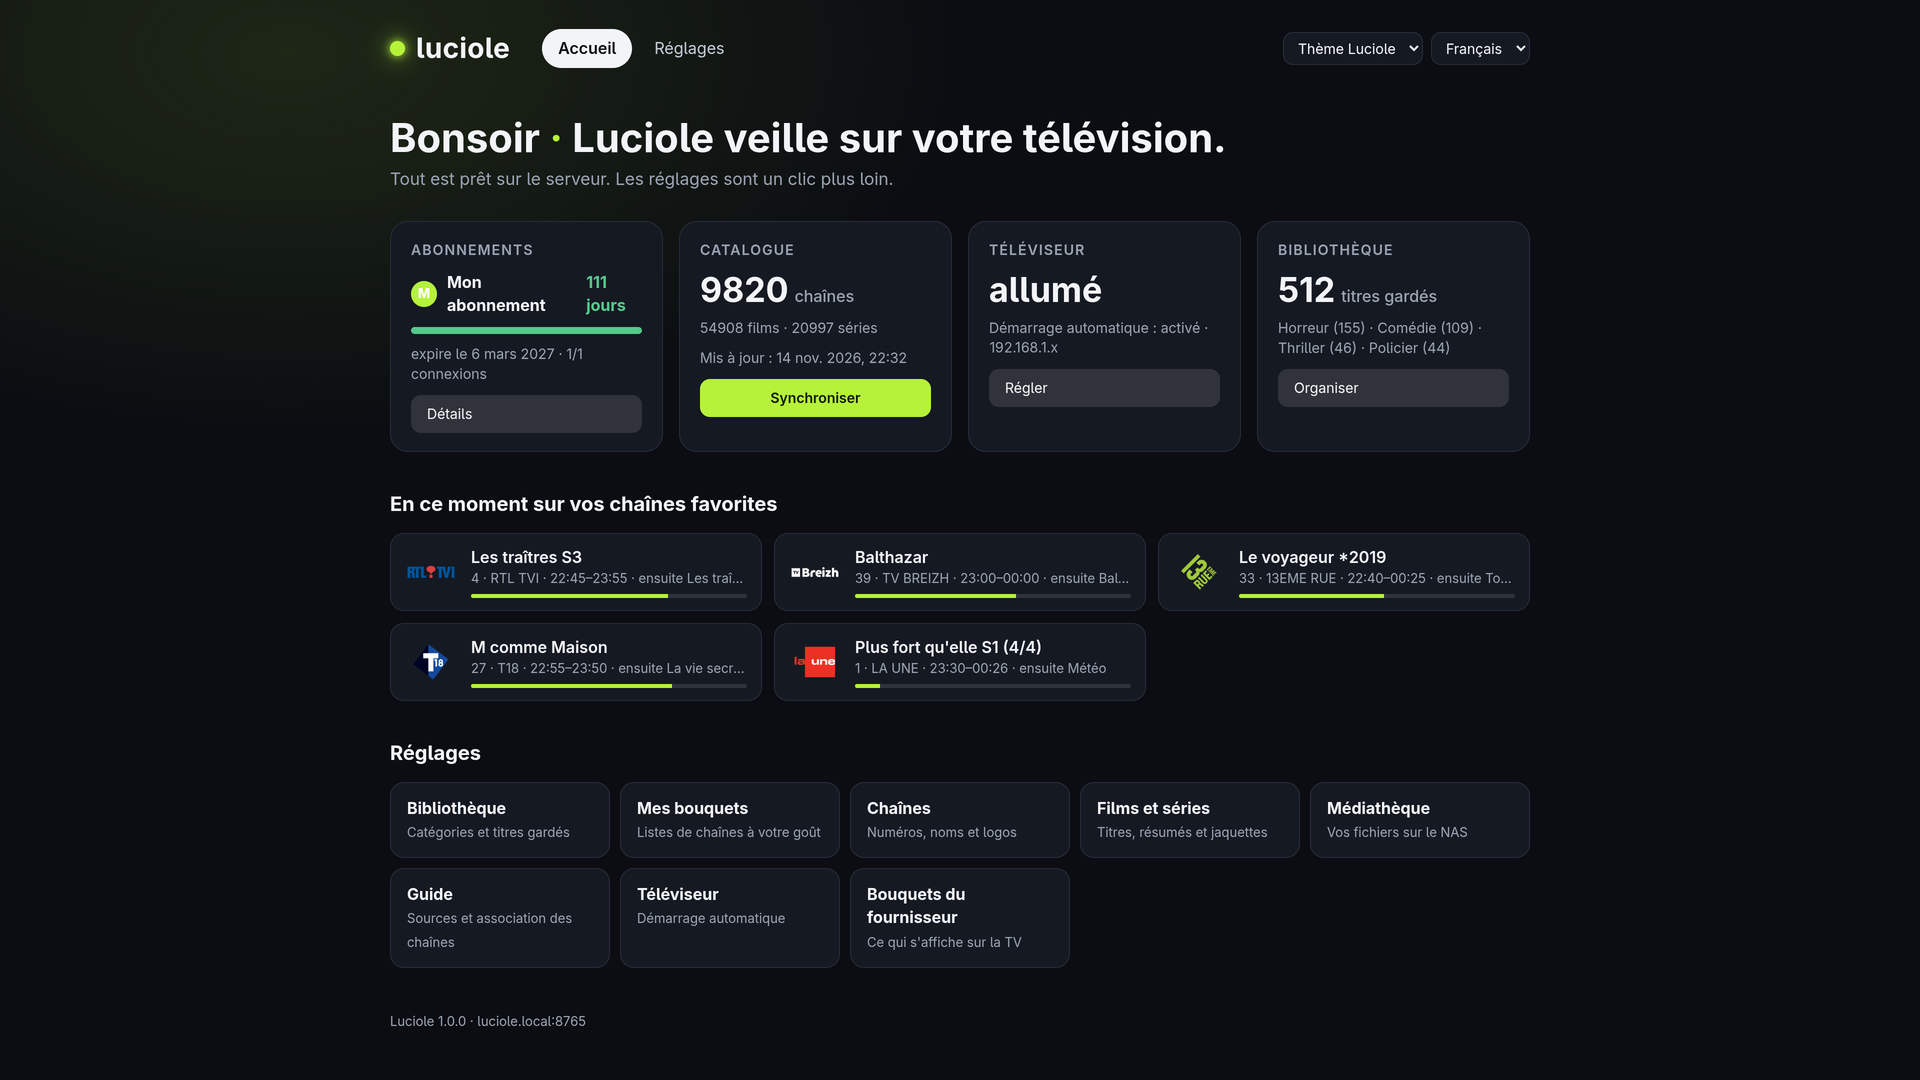 luciole
Accueil
Réglages
Thème Luciole
Français
Bonsoir · Luciole veille sur votre télévision.
Tout est prêt sur le serveur. Les réglages sont un clic plus loin.
ABONNEMENTS
M
Mon
abonnement
111
jours
expire le 6 mars 2027 · 1/1
connexions
Détails
CATALOGUE
9820 chaînes
54908 films · 20997 séries
Mis à jour : 14 nov. 2026, 22:32
Synchroniser
TÉLÉVISEUR
allumé
Démarrage automatique : activé ·
192.168.1.x
Régler
BIBLIOTHÈQUE
512 titres gardés
Horreur (155) · Comédie (109) ·
Thriller (46) · Policier (44)
Organiser
En ce moment sur vos chaînes favorites
RTL TVI
Les traîtres S3
4 · RTL TVI · 22:45–23:55 · ensuite Les traî...
TV Breizh
Balthazar
39 · TV BREIZH · 23:00–00:00 · ensuite Bal...
13 RUE
Le voyageur *2019
33 · 13EME RUE · 22:40–00:25 · ensuite To...
T18
M comme Maison
27 · T18 · 22:55–23:50 · ensuite La vie secr...
la une
Plus fort qu'elle S1 (4/4)
1 · LA UNE · 23:30–00:26 · ensuite Météo
Réglages
Bibliothèque
Catégories et titres gardés
Mes bouquets
Listes de chaînes à votre goût
Chaînes
Numéros, noms et logos
Films et séries
Titres, résumés et jaquettes
Médiathèque
Vos fichiers sur le NAS
Guide
Sources et association des
chaînes
Téléviseur
Démarrage automatique
Bouquets du
fournisseur
Ce qui s'affiche sur la TV
Luciole 1.0.0 · luciole.local:8765